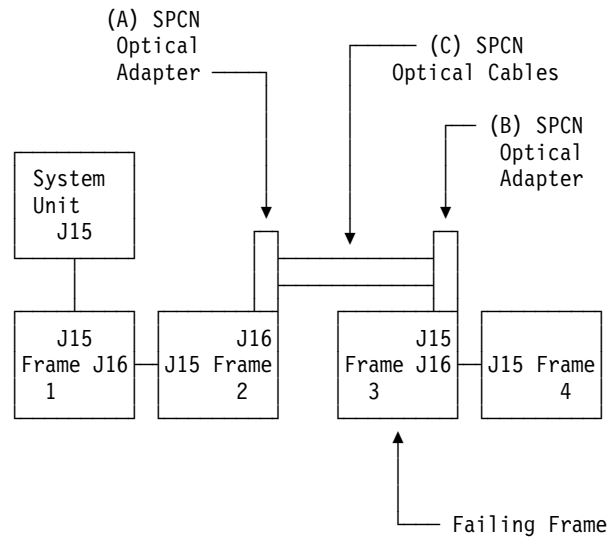 (A) SPCN
Optical
Adapter
(C) SPCN
Optical Cables
(B) SPCN
Optical
Adapter
System
Unit
J15
J15
Frame J16
1
J16
J15 Frame
2
J15
Frame J16
3
J15 Frame
4
Failing Frame